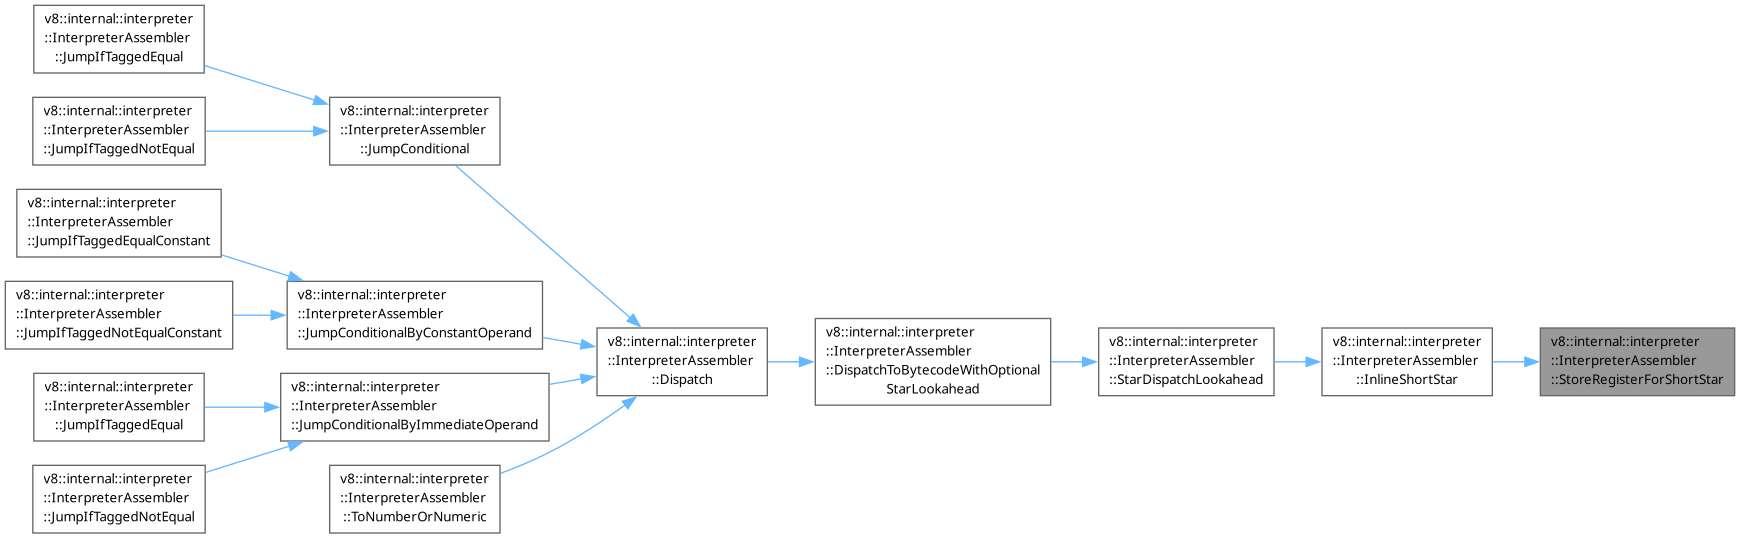 v8::internal::interpreter
::InterpreterAssembler
::JumpIfTaggedEqual
v8::internal::interpreter
::InterpreterAssembler
::JumpIfTaggedNotEqual
v8::internal::interpreter
::InterpreterAssembler
::JumpConditional
v8::internal::interpreter
::InterpreterAssembler
::JumpIfTaggedEqualConstant
v8::internal::interpreter
::InterpreterAssembler
::JumpIfTaggedNotEqualConstant
v8::internal::interpreter
::InterpreterAssembler
::JumpConditionalByConstantOperand
v8::internal::interpreter
::InterpreterAssembler
::JumpIfTaggedEqual
v8::internal::interpreter
::InterpreterAssembler
::JumpIfTaggedNotEqual
v8::internal::interpreter
::InterpreterAssembler
::JumpConditionalByImmediateOperand
v8::internal::interpreter
::InterpreterAssembler
::ToNumberOrNumeric
v8::internal::interpreter
::InterpreterAssembler
::Dispatch
v8::internal::interpreter
::InterpreterAssembler
::DispatchToBytecodeWithOptional
StarLookahead
v8::internal::interpreter
::InterpreterAssembler
::StarDispatchLookahead
v8::internal::interpreter
::InterpreterAssembler
::InlineShortStar
v8::internal::interpreter
::InterpreterAssembler
::StoreRegisterForShortStar